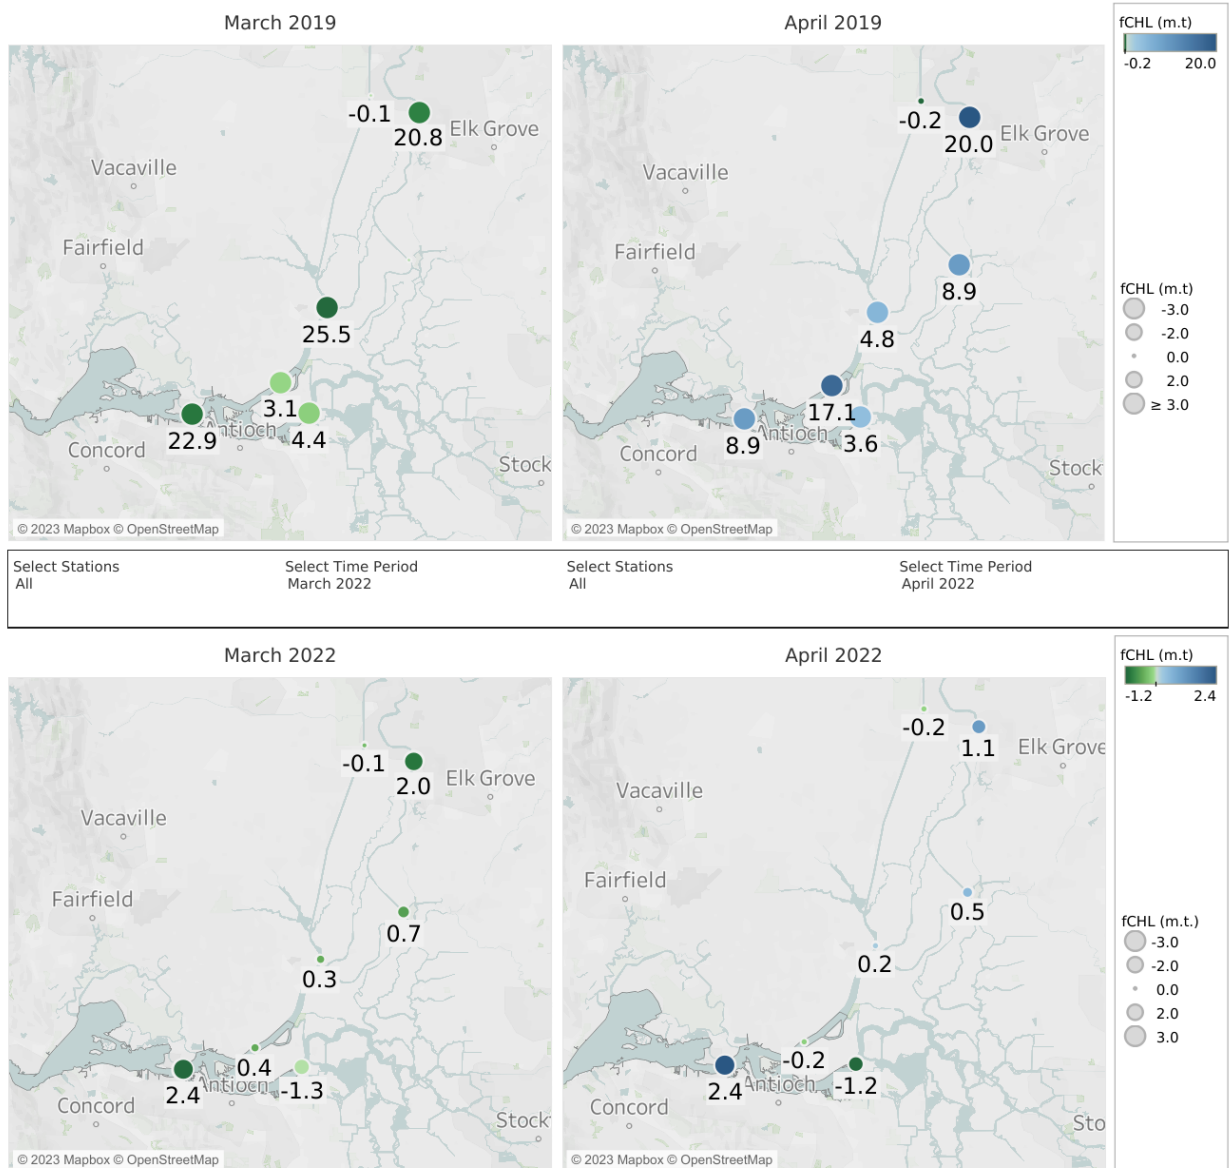 March 2019
April 2019
fCHL (m.t)
-0.2 20.0
-0.1
20.8
Elk Grove
Vacaville
Fairfield
25.5
3.1
22.9
ntioch
4.4
Concord
Stock
© 2023 Mapbox © OpenStreetMap
-0.2
20.0
Elk Grove
Vacaville
Fairfield
8.9
4.8
17.1
8.9
Antioch
3.6
Concord
Stock
© 2023 Mapbox © OpenStreetMap
fCHL (m.t)
-3.0
-2.0
0.0
2.0
≥ 3.0
Select Stations
All
Select Time Period
March 2022
Select Stations
All
Select Time Period
April 2022
March 2022
April 2022
fCHL (m.t)
-1.2 2.4
-0.1
2.0
Elk Grove
Vacaville
Fairfield
0.7
0.3
0.4
2.4
Antioch
-1.3
Concord
Stock
© 2023 Mapbox © OpenStreetMap
-0.2
1.1
Elk Grove
Vacaville
Fairfield
0.5
0.2
-0.2
2.4
Antioch
-1.2
Concord
Sto
© 2023 Mapbox © OpenStreetMap
fCHL (m.t.)
-3.0
-2.0
0.0
2.0
3.0